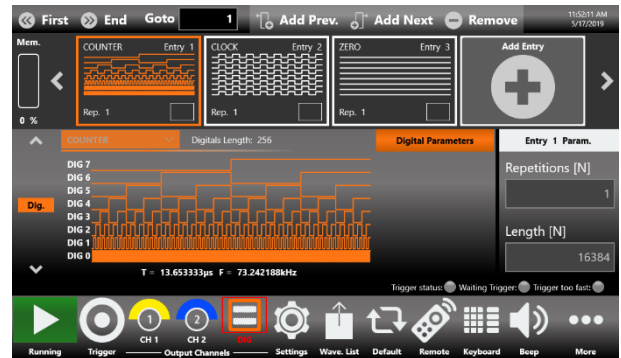 First End Goto 1 Add Prev. Add Next Remove 11:52:11 AM
5/17/2019
Mem.
0 %
COUNTER Entry 1
Rep. 1
CLOCK Entry 2
Rep. 1
ZERO Entry 3
Rep. 1
Add Entry
COUNTER Digitals Length: 256 Digital Parameters Entry 1 Param.
Dig.
DIG 7
DIG 6
DIG 5
DIG 4
DIG 3
DIG 2
DIG 1
DIG 0
T = 13.653333µs F = 73.242188kHz
Repetitions [N]
1
Length [N]
16384
Trigger status: Waiting Trigger: Trigger too fast:
1 2
CH 1 CH 2 DIG
Running Trigger Output Channels Settings Wave. List Default Remote Keyboard Beep More